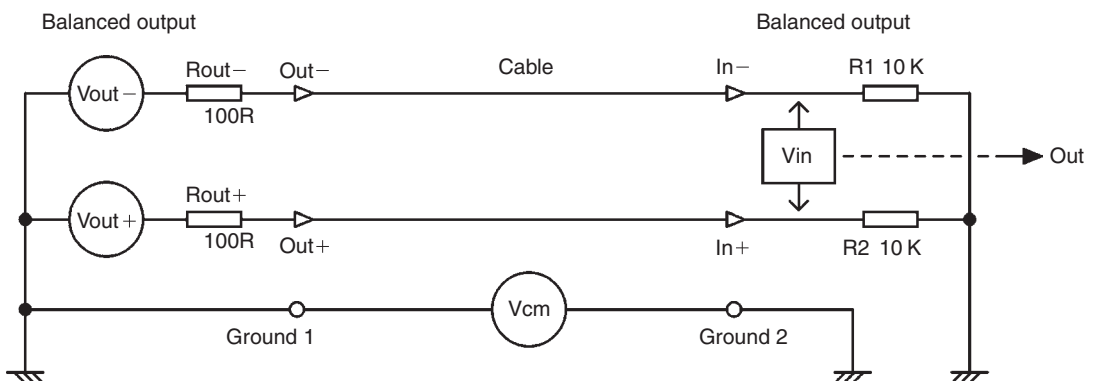 Balanced output
Balanced output
Vout−
Rout−
100R
Out−
Cable
In−
R1 10 K
Vin
Out
Vout+
Rout+
100R
Out+
In+
R2 10 K
Vcm
Ground 1
Ground 2